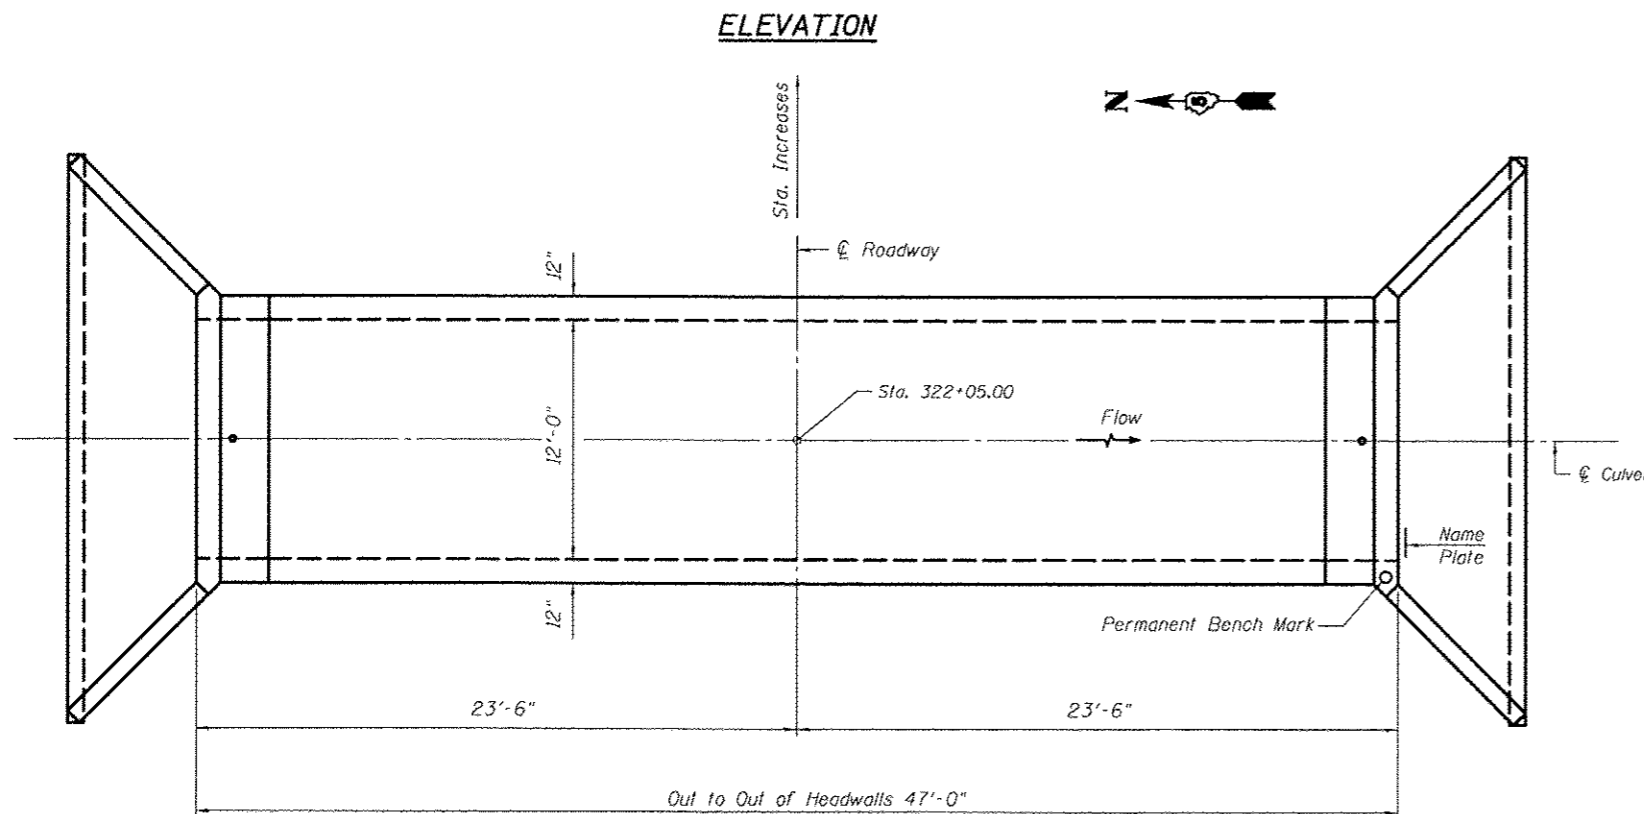 ELEVATION
Sta. Increases
N
℄ Roadway
12"
12'-0"
12"
Sta. 322+05.00
Flow
℄ Culve
Name
Plate
Permanent Bench Mark
23'-6"
23'-6"
Out to Out of Headwalls 47'-0"